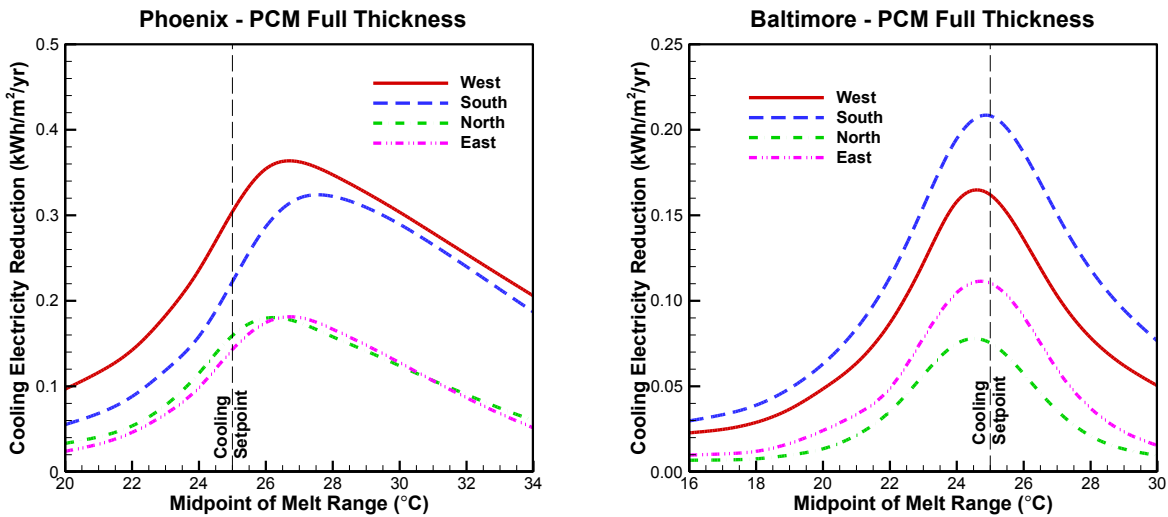 Phoenix - PCM Full Thickness
Cooling Electricity Reduction (kWh/m²/yr)
0.5
0.4
0.3
0.2
0.1
0
West
South
North
East
Cooling
Setpoint
20
22
24
26
28
30
32
34
Midpoint of Melt Range (°C)
Baltimore - PCM Full Thickness
Cooling Electricity Reduction (kWh/m²/yr)
0.25
0.20
0.15
0.10
0.05
0.00
West
South
North
East
Cooling
Setpoint
16
18
20
22
24
26
28
30
Midpoint of Melt Range (°C)